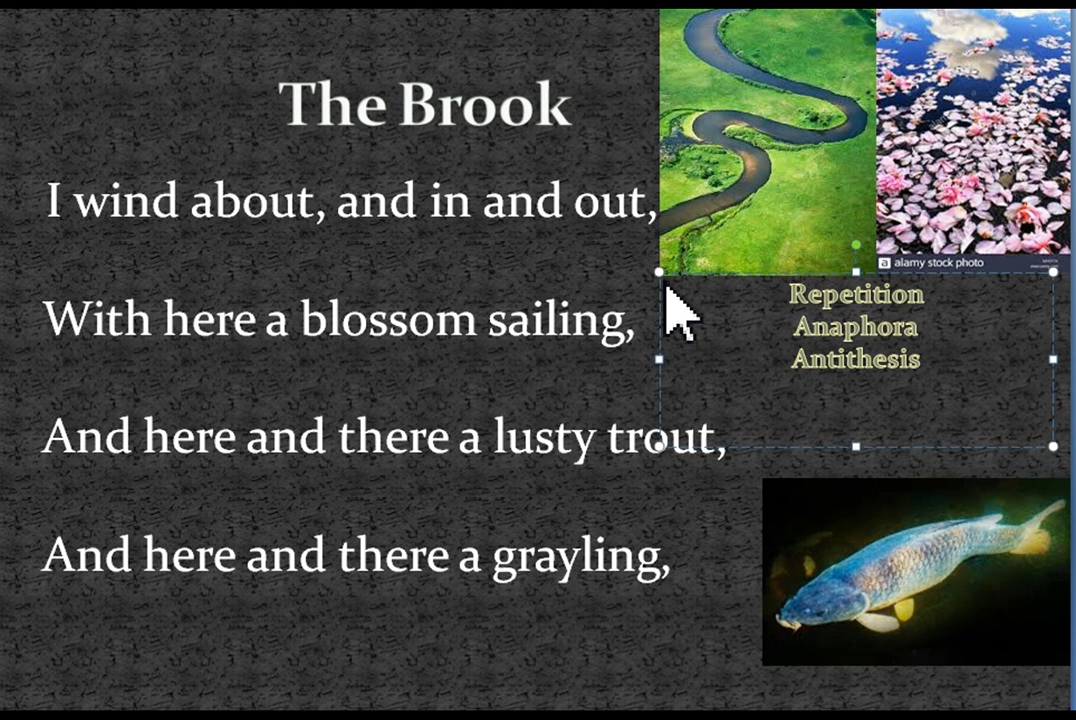 The Brook
I wind about, and in and out,
With here a blossom sailing,
And here and there a lusty trout,
And here and there a grayling,
a alamy stock photo
Repetition
Anaphora
Antithesis